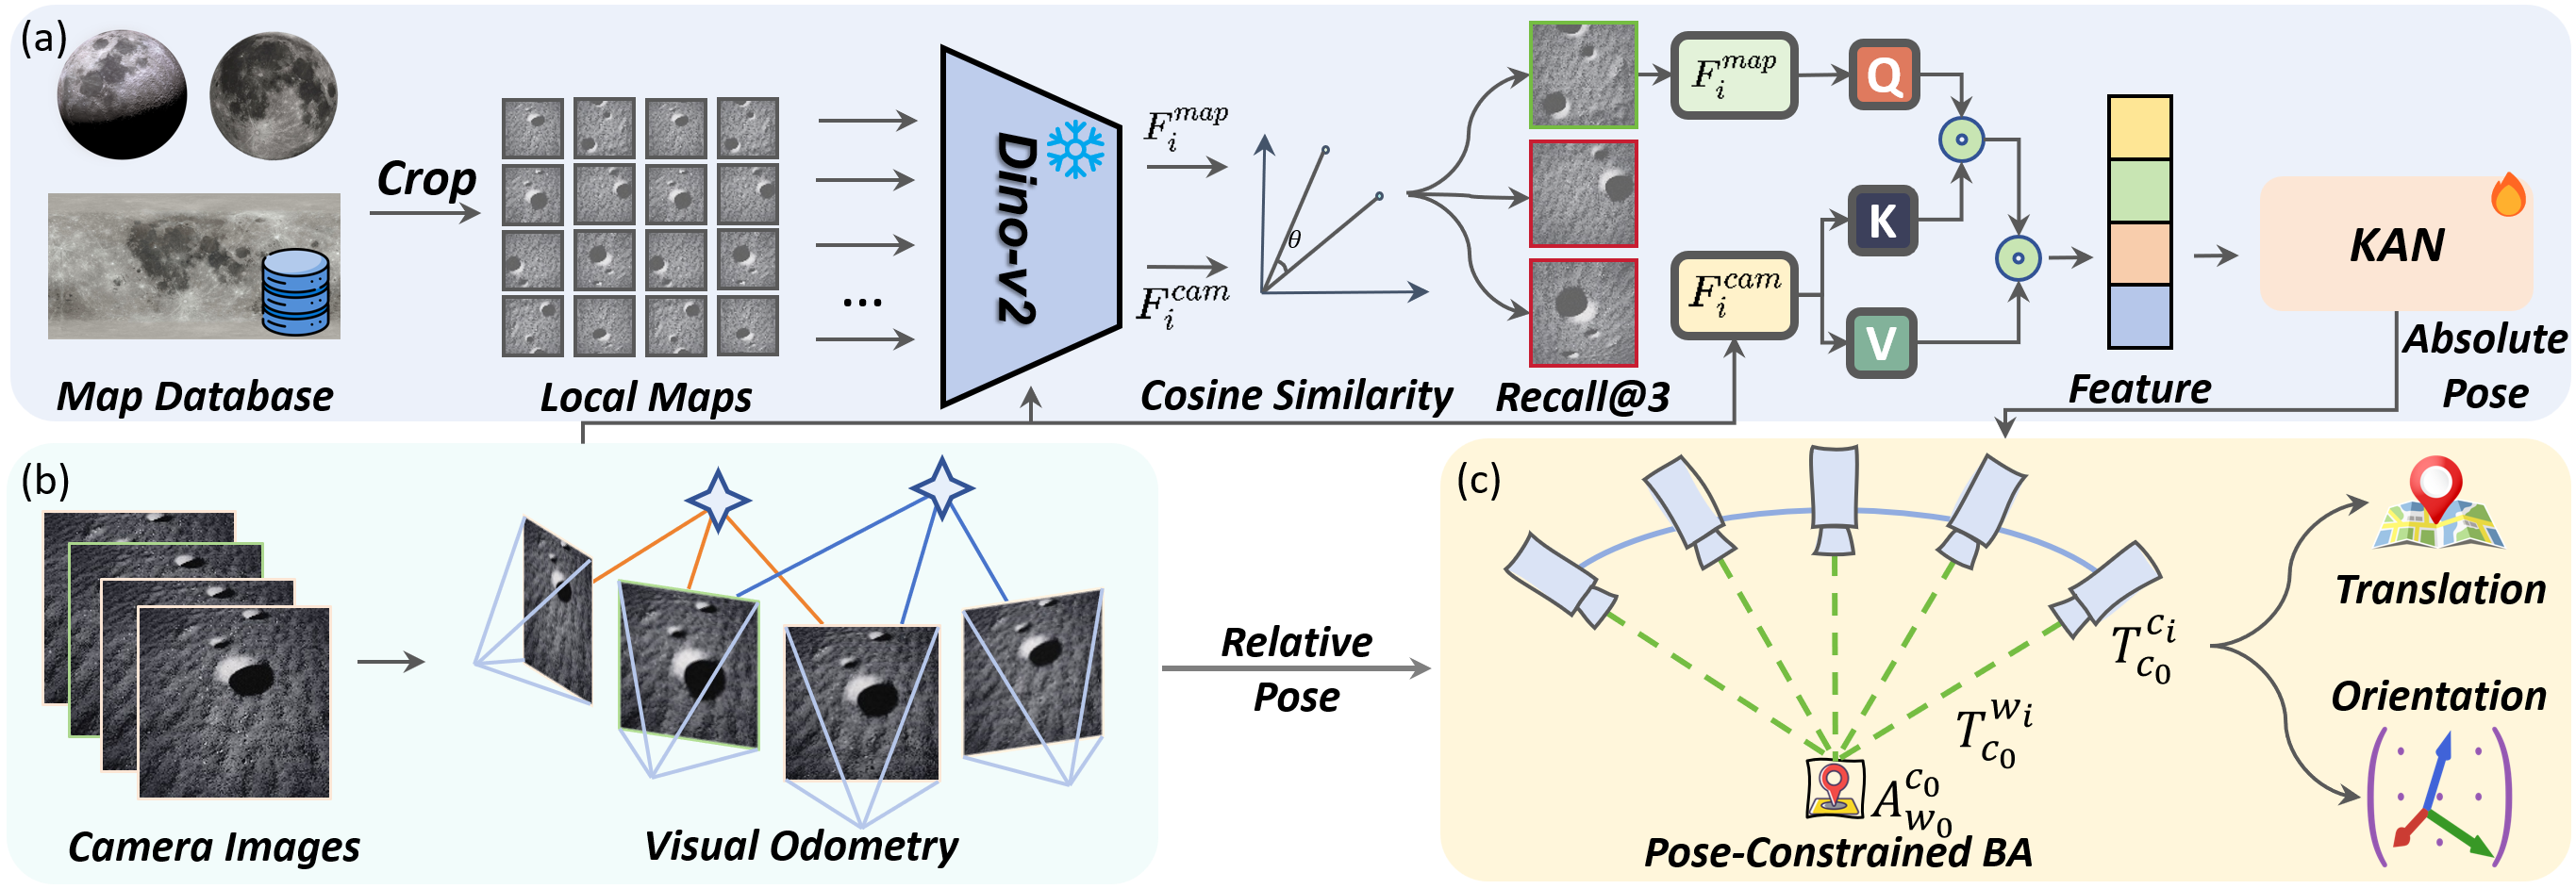 (a)
Map Database
Crop
Local Maps
...
Dino-v2
F_i^{map}
F_i^{cam}
θ
Cosine Similarity
Recall@3
F_i^{map}
F_i^{cam}
Q
K
V
Feature
KAN
Absolute
Pose
(b)
Camera Images
Visual Odometry
Relative
Pose
(c)
T_{c_0}^{c_i}
T_{c_0}^{w_i}
A_{w_0}^{c_0}
Pose-Constrained BA
Translation
Orientation